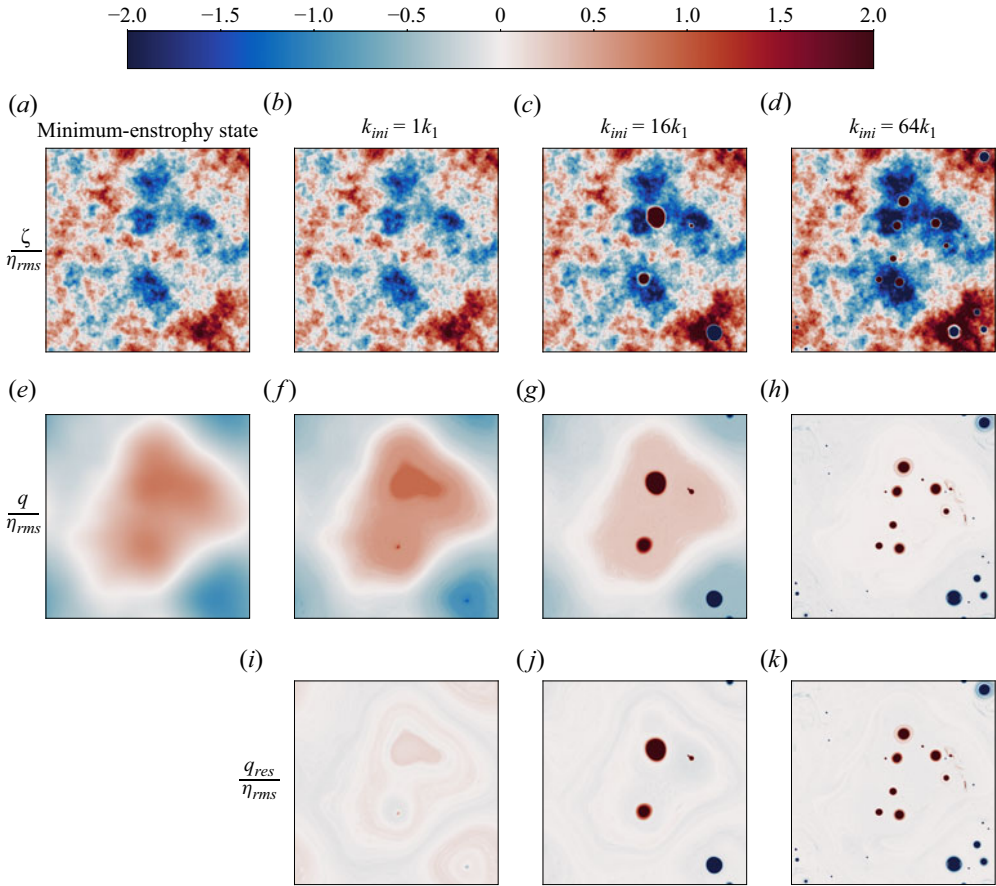 −2.0 −1.5 −1.0 −0.5 0 0.5 1.0 1.5 2.0
(a) (b) (c) (d)
Minimum-enstrophy state k_ini = 1k_1 k_ini = 16k_1 k_ini = 64k_1
ζ
η_rms
(e) (f) (g) (h)
q
η_rms
(i) (j) (k)
q_res
η_rms